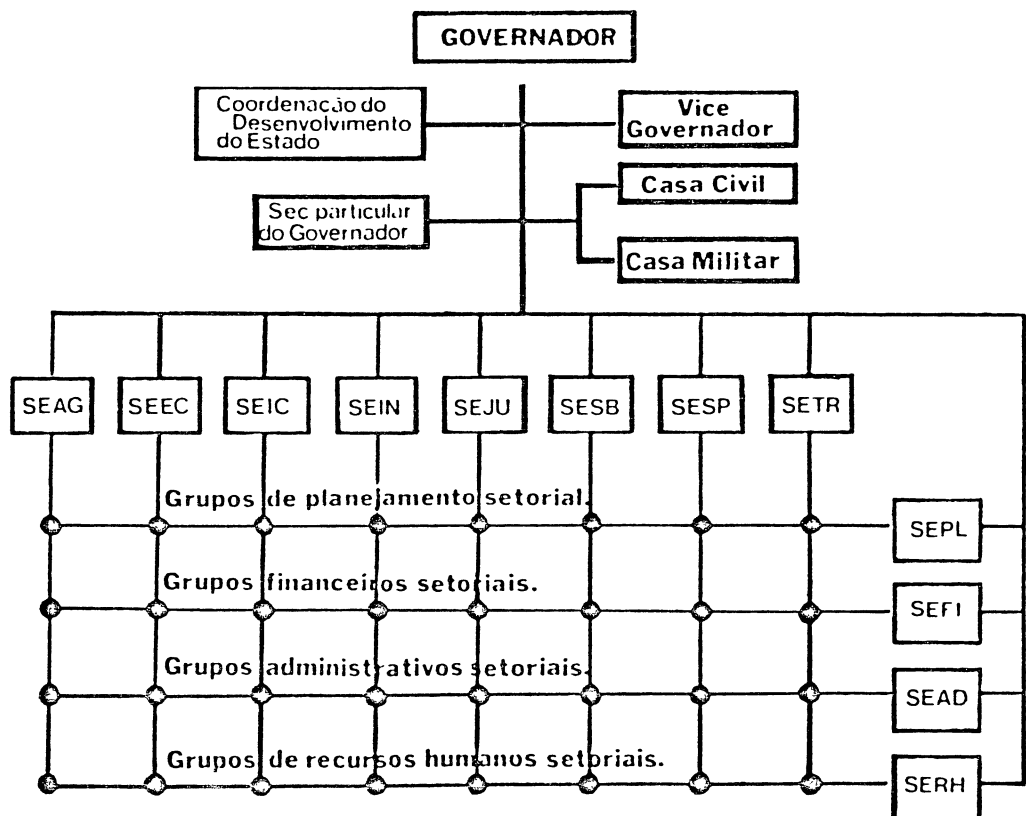 GOVERNADOR
Coordenação do
Desenvolvimento
do Estado
Vice
Governador
Casa Civil
Sec particular
do Governador
Casa Militar
SEAG SEEC SEIC SEIN SEJU SESB SESP SETR
Grupos de planejamento setorial.
SEPL
Grupos financeiros setoriais.
SEFI
Grupos administrativos setoriais.
SEAD
Grupos de recursos humanos setoriais.
SERH